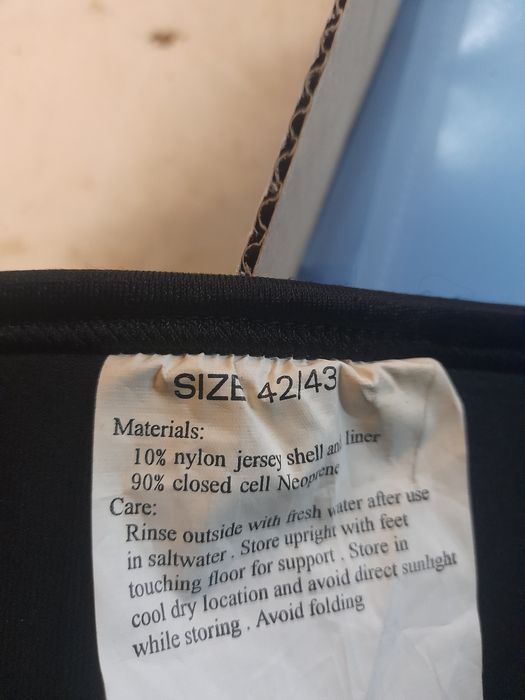 SIZE 42/43
Materials:
10% nylon jersey shell and liner
90% closed cell Neoprene
Care:
Rinse outside with fresh water after use
in saltwater . Store upright with feet
touching floor for support . Store in
cool dry location and avoid direct sunlight
while storing . Avoid folding